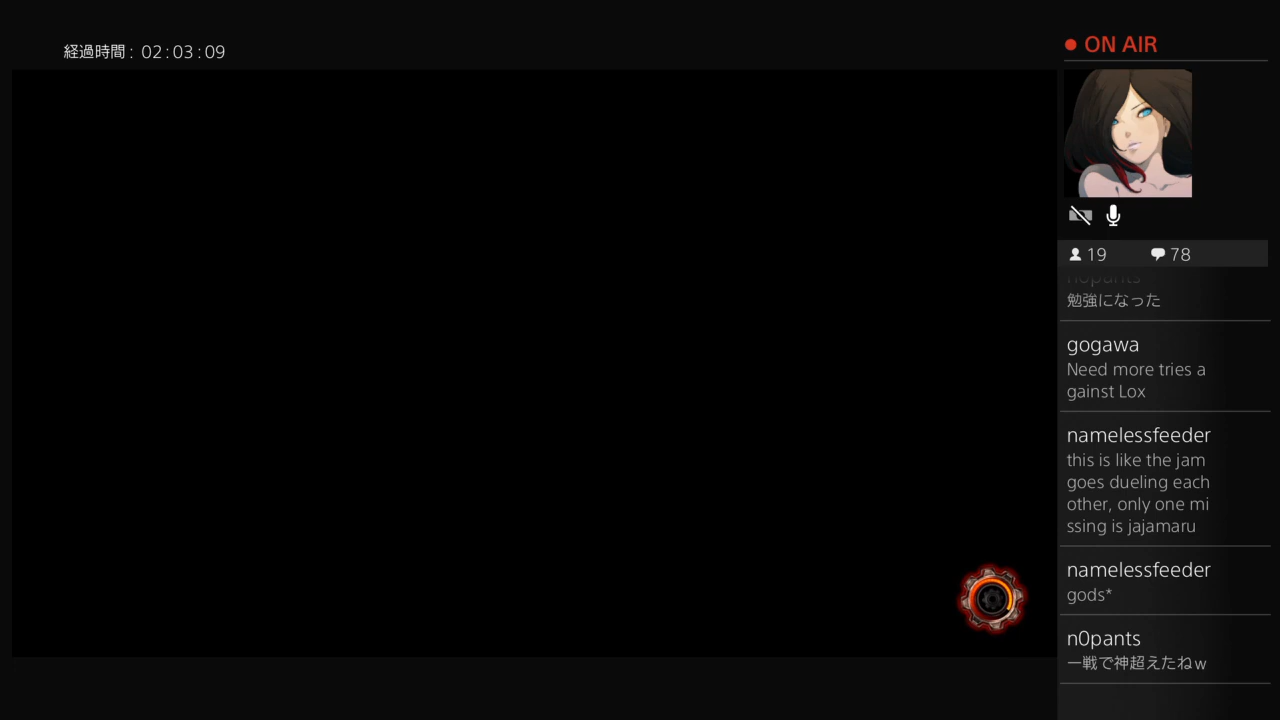 経過時間 : 02 : 03 : 09
ON AIR
19 78
n0pants
勉強になった
gogawa
Need more tries a
gainst Lox
namelessfeeder
this is like the jam
goes dueling each
other, only one mi
ssing is jajamaru
namelessfeeder
gods*
n0pants
一戦で神超えたねw